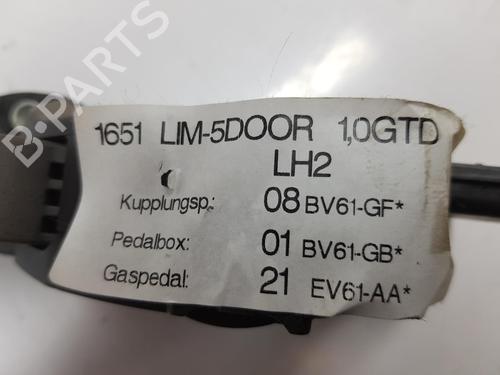 B-PARTS
1651 LIM-5DOOR 1,0GTD
LH2
Kupplungsp.: 08 BV61-GF*
Pedalbox: 01 BV61-GB*
Gaspedal: 21 EV61-AA*